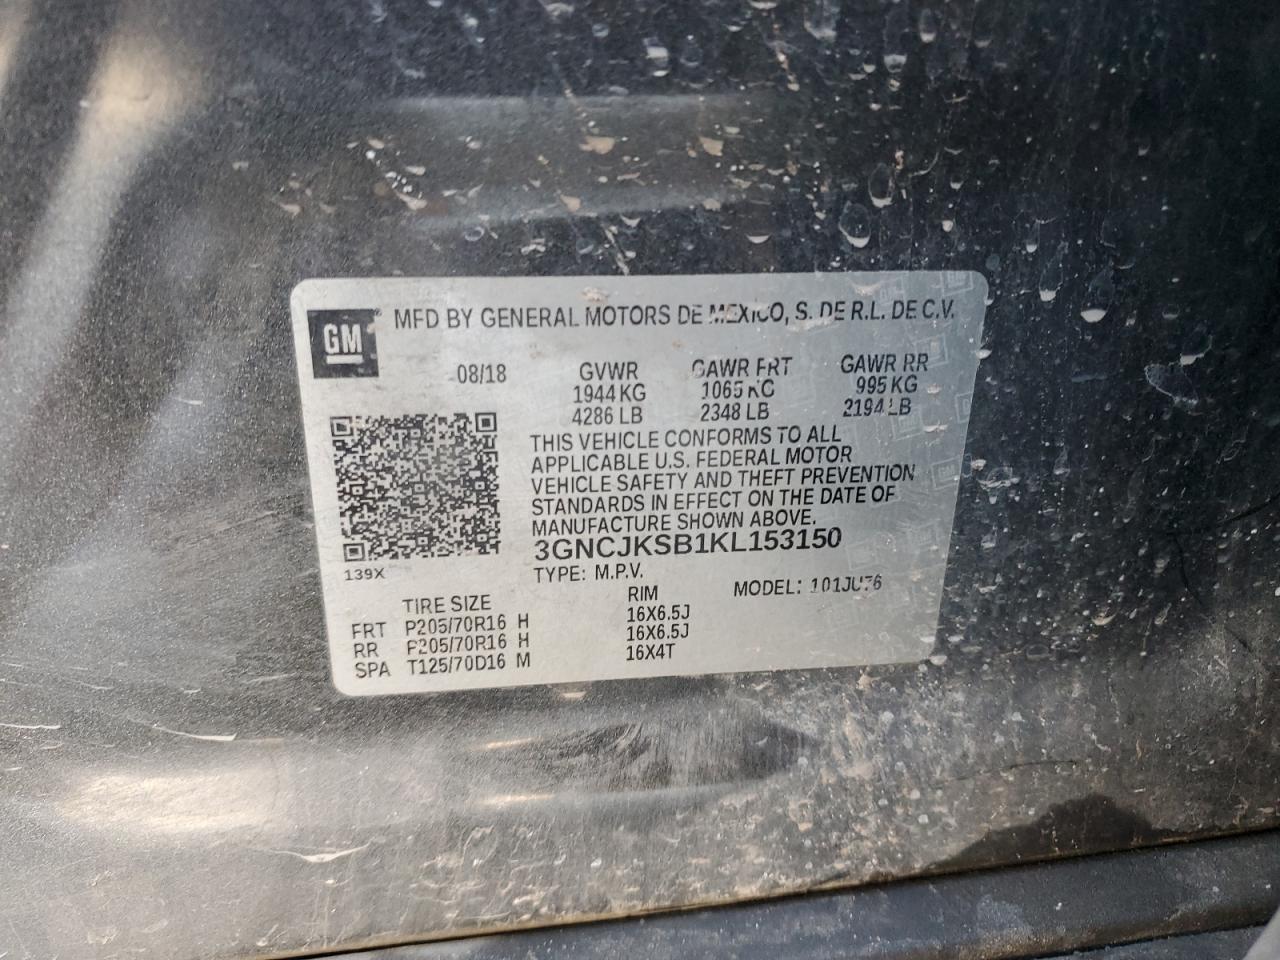 GM
MFD BY GENERAL MOTORS DE MEXICO, S. DE R.L. DE C.V.
08/18 GVWR GAWR FRT GAWR RR
1944 KG 1065 KG 995 KG
4286 LB 2348 LB 2194 LB
THIS VEHICLE CONFORMS TO ALL
APPLICABLE U.S. FEDERAL MOTOR
VEHICLE SAFETY AND THEFT PREVENTION
STANDARDS IN EFFECT ON THE DATE OF
MANUFACTURE SHOWN ABOVE.
3GNCJKSB1KL153150
139X
TYPE: M.P.V. MODEL: 101JU76
TIRE SIZE RIM
FRT P205/70R16 H 16X6.5J
RR P205/70R16 H 16X6.5J
SPA T125/70D16 M 16X4T